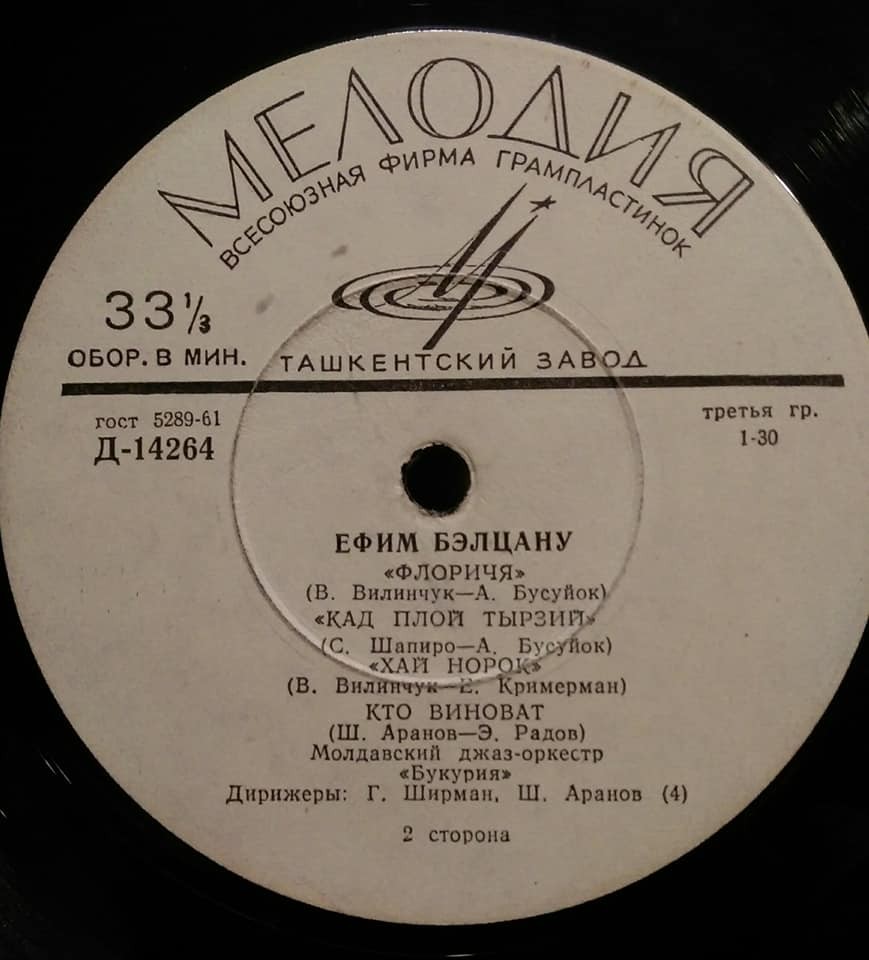 МЕЛОДИЯ
ВСЕСОЮЗНАЯ ФИРМА ГРАМПЛАСТИНОК
33⅓
ОБОР. В МИН.
ТАШКЕНТСКИЙ ЗАВОД
гост 5289-61
Д-14264
третья гр.
1-30
ЕФИМ БЭЛЦАНУ
«ФЛОРИЧЯ»
(В. Вилинчук—А. Бусуйок)
«КАД ПЛОЙ ТЫРЗИЙ»
(С. Шапиро—А. Бусуйок)
«ХАЙ НОРОК»
(В. Вилинчук—Е. Кримерман)
КТО ВИНОВАТ
(Ш. Аранов—Э. Радов)
Молдавский джаз-оркестр
«Букурия»
Дирижеры: Г. Ширман, Ш. Аранов (4)
2 сторона